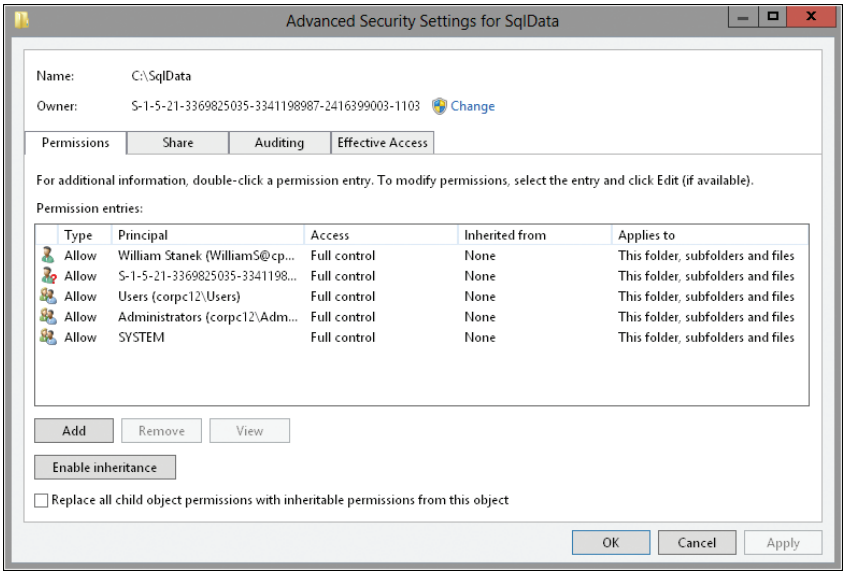 Advanced Security Settings for SqlData
Name: C:\SqlData
Owner: S-1-5-21-3369825035-3341198987-2416399003-1103 Change
Permissions Share Auditing Effective Access
For additional information, double-click a permission entry. To modify permissions, select the entry and click Edit (if available).
Permission entries:
Type Principal Access Inherited from Applies to
Allow William Stanek (WilliamS@cp... Full control None This folder, subfolders and files
Allow S-1-5-21-3369825035-3341198... Full control None This folder, subfolders and files
Allow Users (corpc12\Users) Full control None This folder, subfolders and files
Allow Administrators (corpc12\Adm... Full control None This folder, subfolders and files
Allow SYSTEM Full control None This folder, subfolders and files
Add Remove View
Enable inheritance
Replace all child object permissions with inheritable permissions from this object
OK Cancel Apply